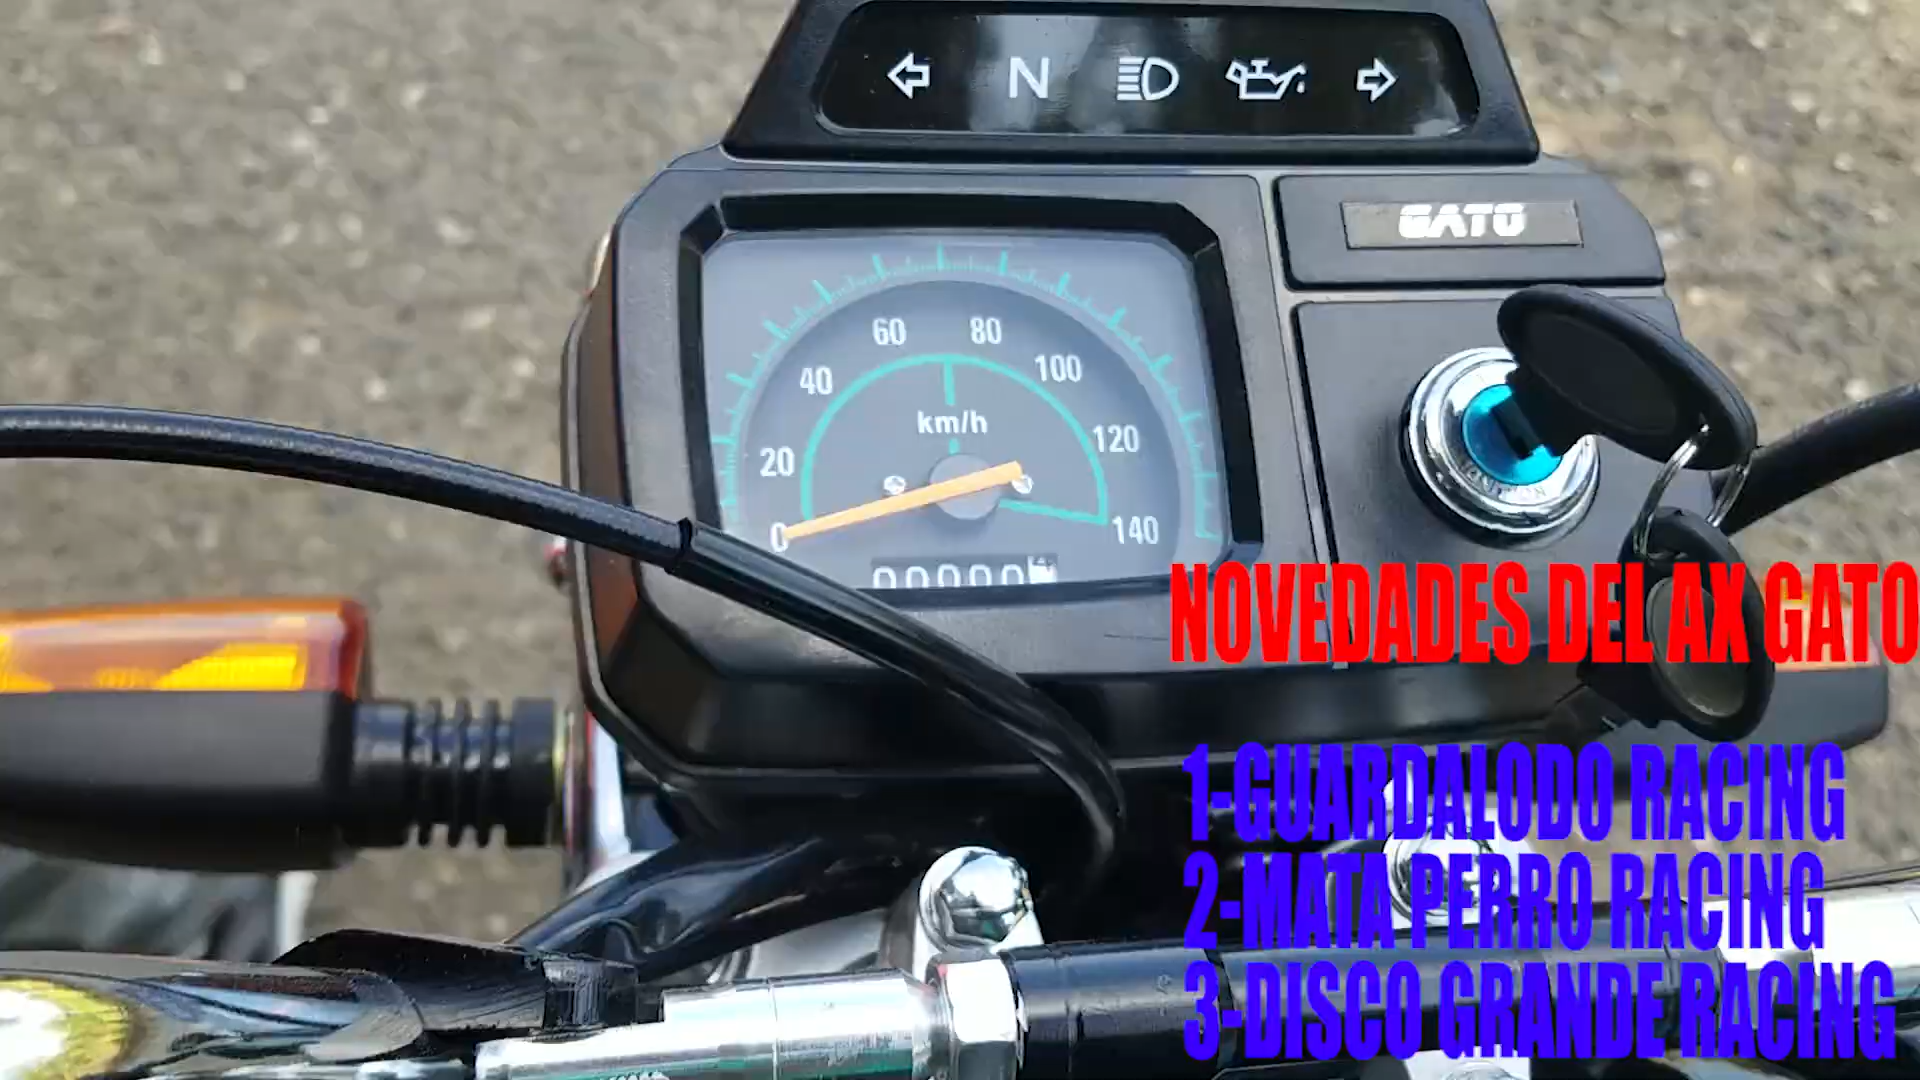 N
GATO
60 80
40 100
km/h
20 120
0 140
NOVEDADES DEL AX GATO
1-GUARDALODO RACING
2-MATA PERRO RACING
3-DISCO GRANDE RACING